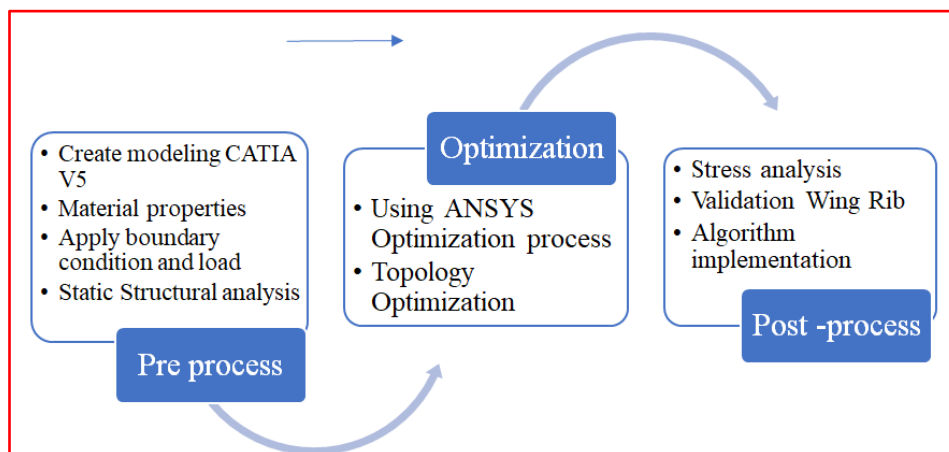 • Create modeling CATIA
V5
• Material properties
• Apply boundary
condition and load
• Static Structural analysis
Pre process
Optimization
• Using ANSYS
Optimization process
• Topology
Optimization
• Stress analysis
• Validation Wing Rib
• Algorithm
implementation
Post -process